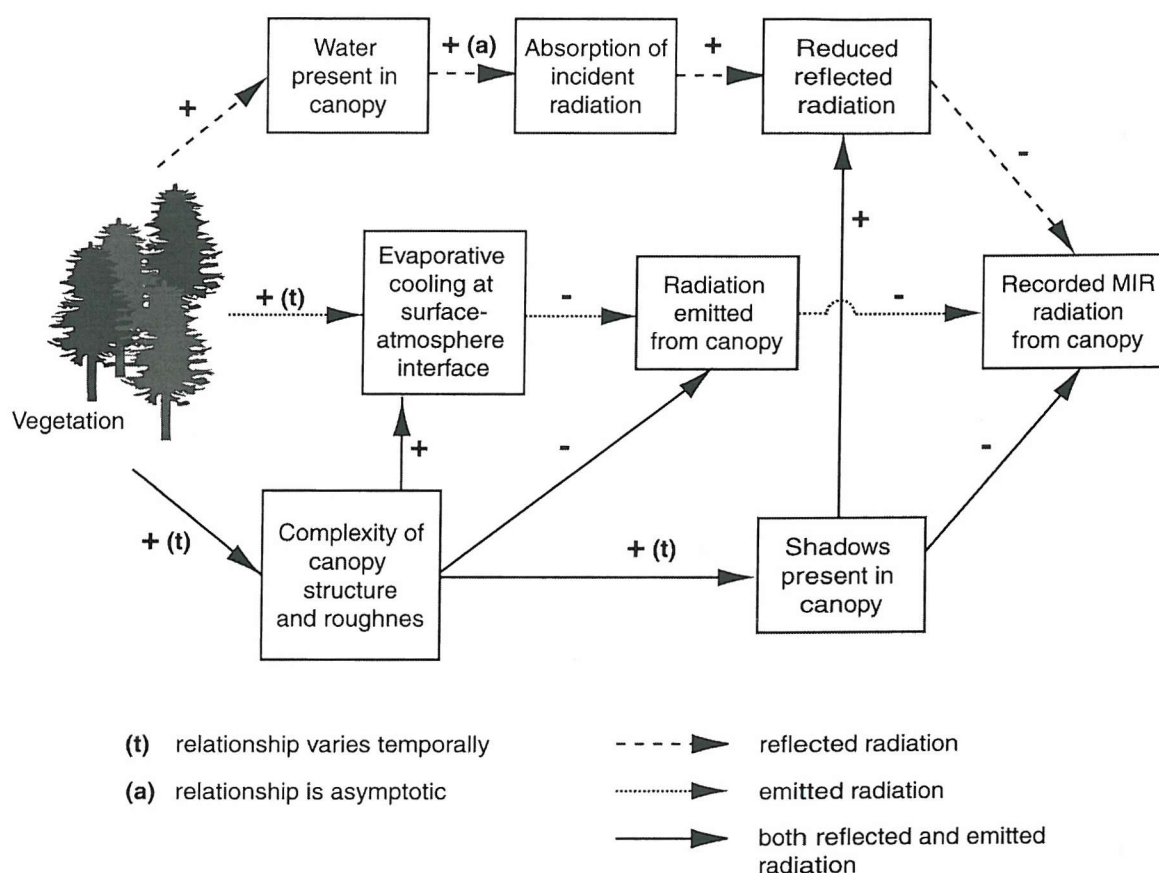 Water
present in
canopy
+ (a)
Absorption of
incident
radiation
+
Reduced
reflected
radiation
+
-
+
Evaporative
cooling at
surface-
atmosphere
interface
+ (t)
-
Radiation
emitted
from canopy
-
Recorded MIR
radiation
from canopy
Vegetation
+
-
-
+ (t)
Complexity of
canopy
structure
and roughnes
+ (t)
Shadows
present in
canopy
(t) relationship varies temporally
(a) relationship is asymptotic
reflected radiation
emitted radiation
both reflected and emitted
radiation